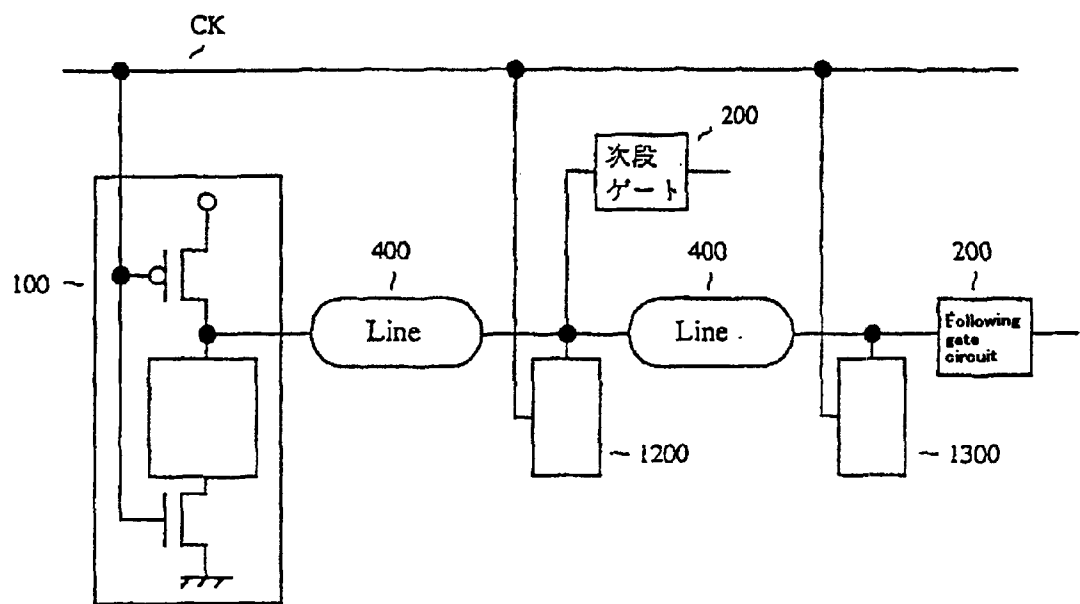 CK
200
次段
ゲート
400
400
200
100
Line
Line
Following
gate
circuit
1200
1300